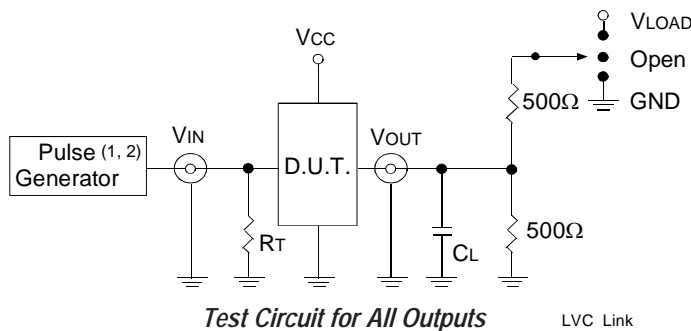 VLOAD
VCC
Open
500Ω
GND
VIN
VOUT
Pulse (1, 2)
Generator
D.U.T.
RT
CL
500Ω
Test Circuit for All Outputs
LVC Link